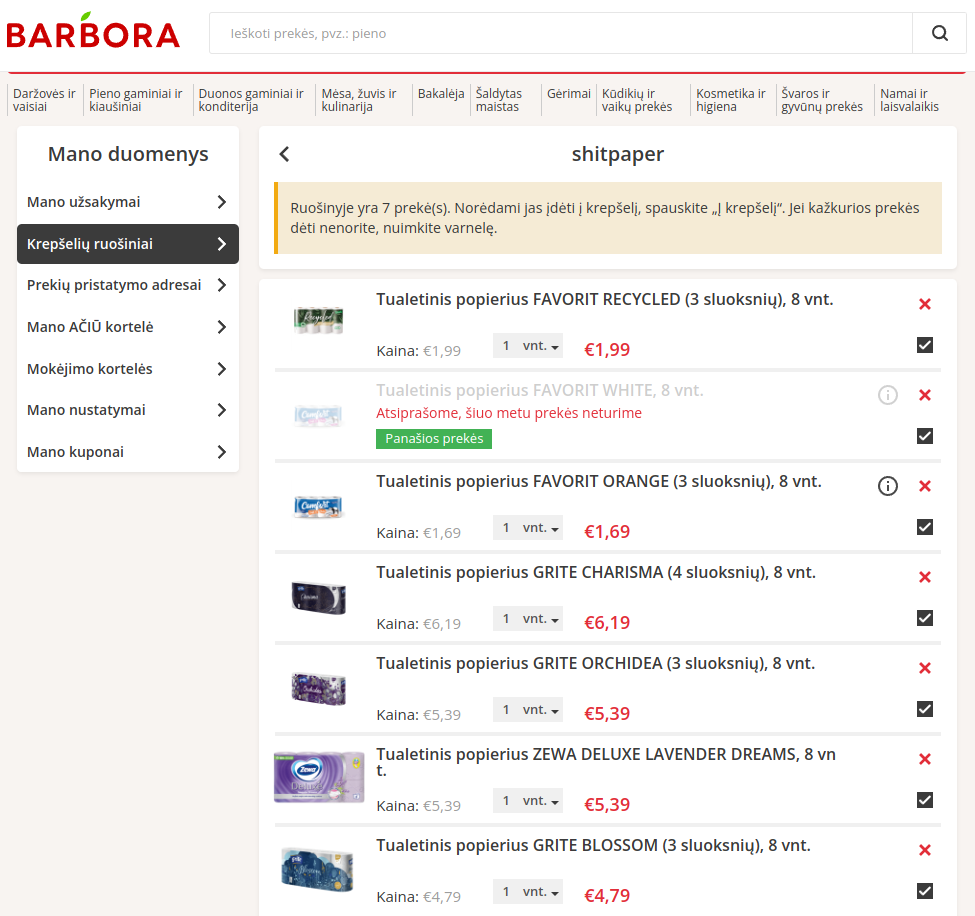 BARBORA
Ieškoti prekės, pvz.: pieno
Daržovės ir
vaisiai
Pieno gaminiai ir
kiaušiniai
Duonos gaminiai ir
konditerija
Mėsa, žuvis ir
kulinarija
Bakalėja
Šaldytas
maistas
Gėrimai
Kūdikių ir
vaikų prekės
Kosmetika ir
higiena
Švaros ir
gyvūnų prekės
Namai ir
laisvalaikis
Mano duomenys
Mano užsakymai
Krepšelių ruošiniai
Prekių pristatymo adresai
Mano AČIŪ kortelė
Mokėjimo kortelės
Mano nustatymai
Mano kuponai
shitpaper
Ruošinyje yra 7 prekė(s). Norėdami jas įdėti į krepšelį, spauskite „Į krepšelį“. Jei kažkurios prekės
dėti nenorite, nuimkite varnelę.
Tualetinis popierius FAVORIT RECYCLED (3 sluoksnių), 8 vnt.
Kaina: €1,99 1 vnt. €1,99
Tualetinis popierius FAVORIT WHITE, 8 vnt.
Atsiprašome, šiuo metu prekės neturime
Panašios prekės
Tualetinis popierius FAVORIT ORANGE (3 sluoksnių), 8 vnt.
Kaina: €1,69 1 vnt. €1,69
Tualetinis popierius GRITE CHARISMA (4 sluoksnių), 8 vnt.
Kaina: €6,19 1 vnt. €6,19
Tualetinis popierius GRITE ORCHIDEA (3 sluoksnių), 8 vnt.
Kaina: €5,39 1 vnt. €5,39
Zewa
Deluxe
Tualetinis popierius ZEWA DELUXE LAVENDER DREAMS, 8 vn
t.
Kaina: €5,39 1 vnt. €5,39
Tualetinis popierius GRITE BLOSSOM (3 sluoksnių), 8 vnt.
Kaina: €4,79 1 vnt. €4,79